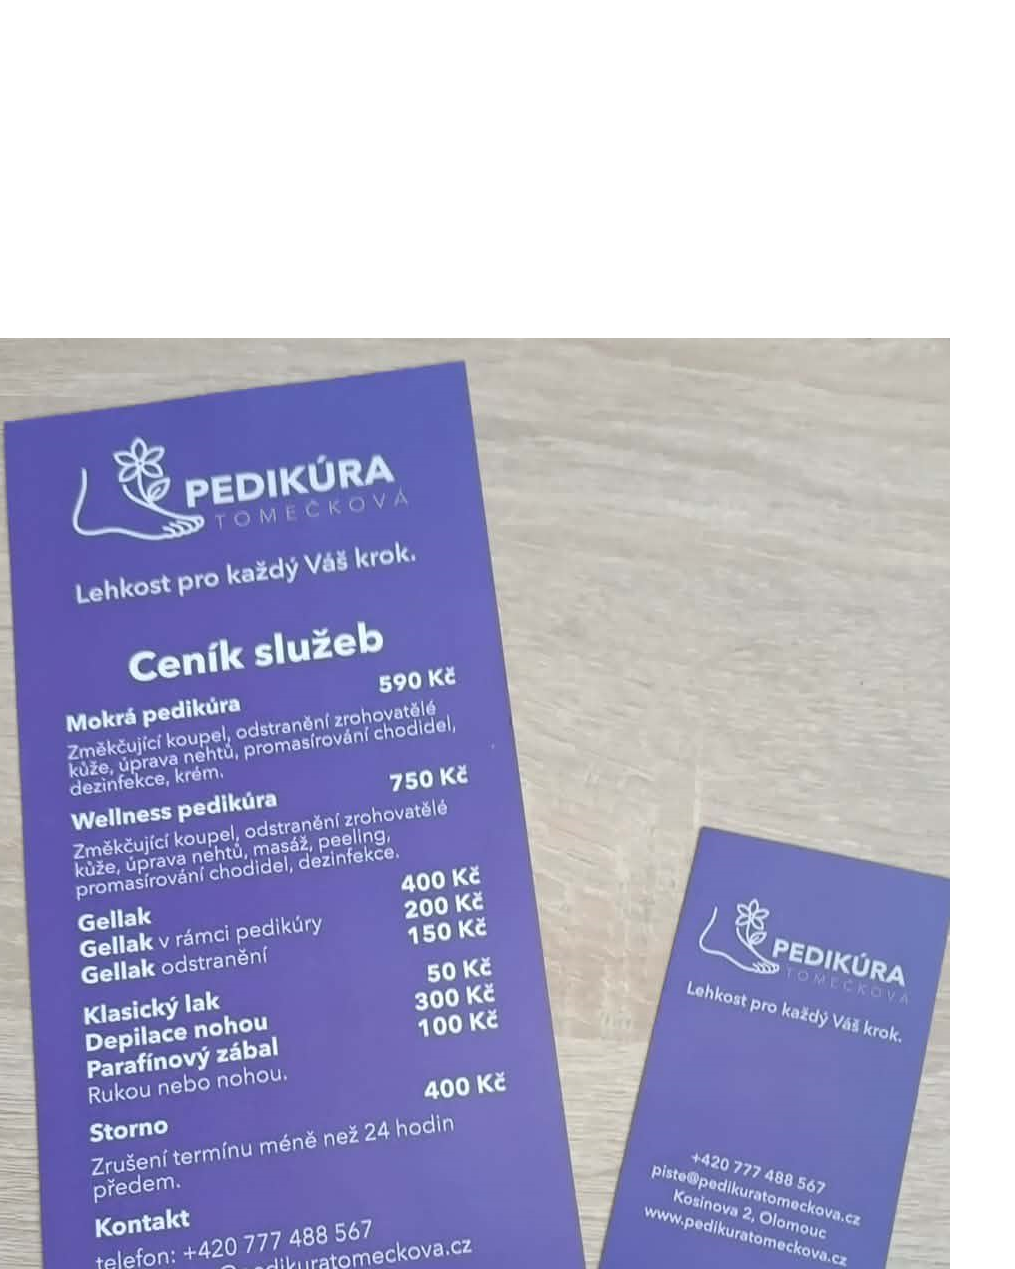 PEDIKÚRA
TOMEČKOVÁ
Lehkost pro každý Váš krok.
Ceník služeb
Mokrá pedikúra 590 Kč
Změkčující koupel, odstranění zrohovatělé
kůže, úprava nehtů, promasírování chodidel,
dezinfekce, krém.
Wellness pedikúra 750 Kč
Změkčující koupel, odstranění zrohovatělé
kůže, úprava nehtů, masáž, peeling,
promasírování chodidel, dezinfekce.
Gellak 400 Kč
Gellak v rámci pedikúry 200 Kč
Gellak odstranění 150 Kč
Klasický lak 50 Kč
Depilace nohou 300 Kč
Parafínový zábal 100 Kč
Rukou nebo nohou.
Storno 400 Kč
Zrušení termínu méně než 24 hodin
předem.
Kontakt
telefon: +420 777 488 567
@pedikuratomeckova.cz
PEDIKÚRA
TOMEČKOVÁ
Lehkost pro každý Váš krok.
+420 777 488 567
piste@pedikuratomeckova.cz
Kosinova 2, Olomouc
www.pedikuratomeckova.cz